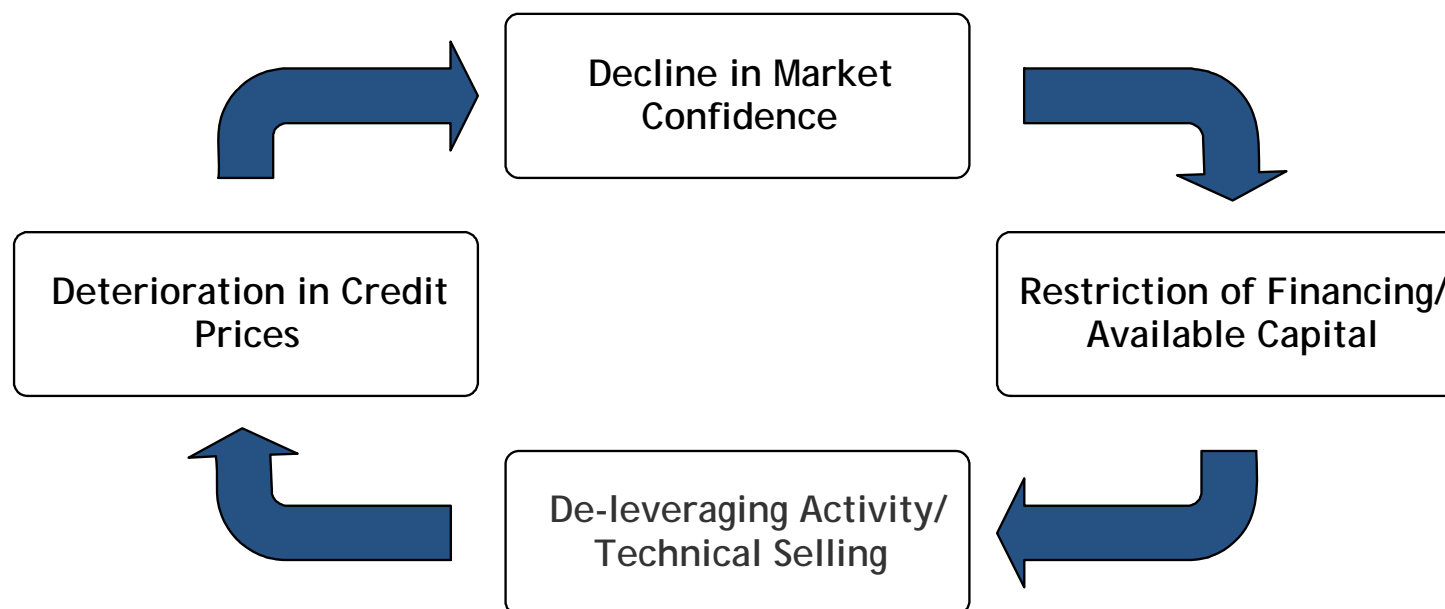 Decline in Market
Confidence
Deterioration in Credit
Prices
Restriction of Financing/
Available Capital
De-leveraging Activity/
Technical Selling